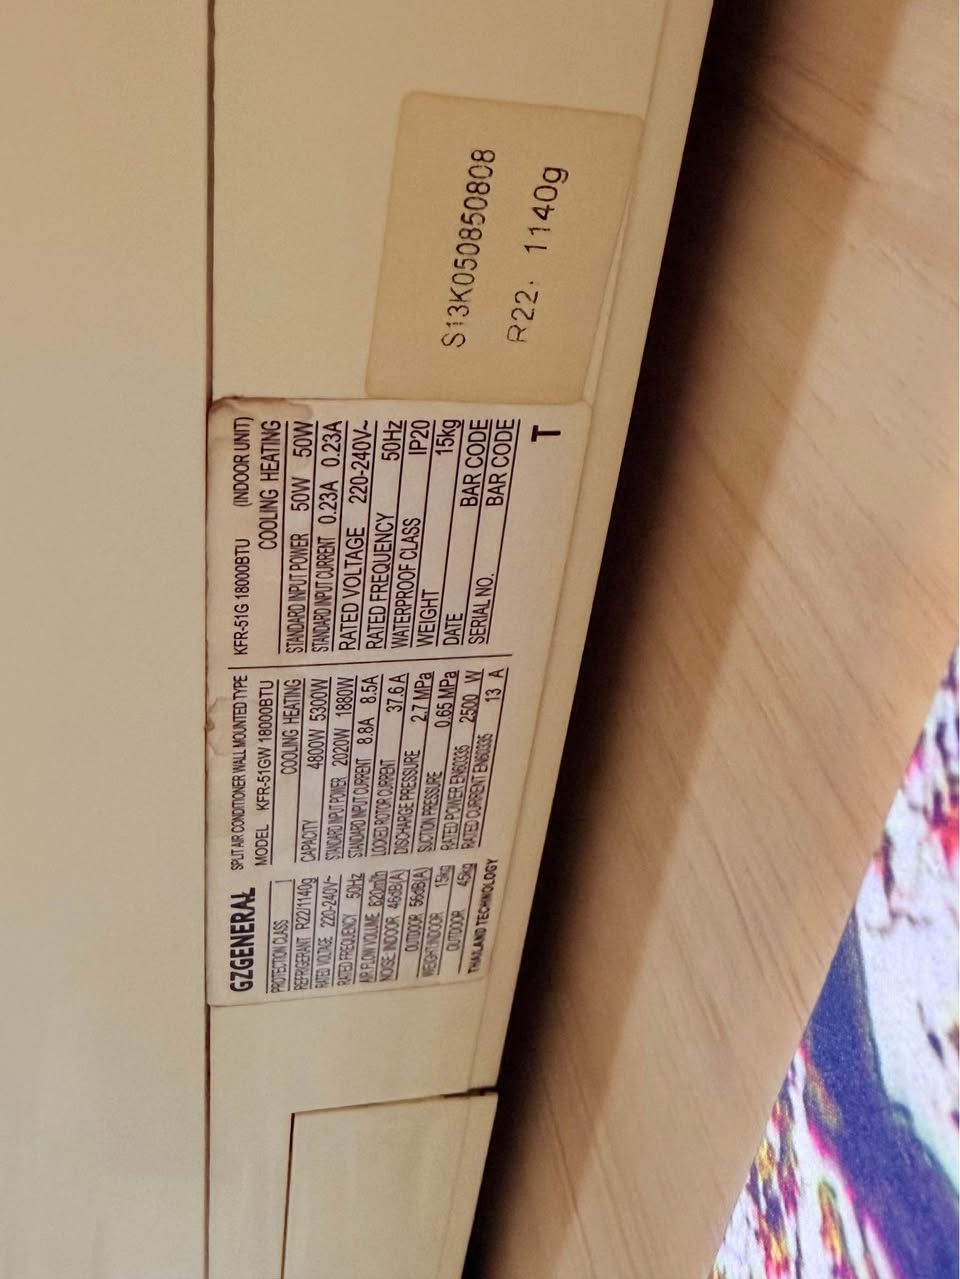 GZGENERAL
SPLIT AIR CONDITIONER WALL MOUNTED TYPE
MODEL KFR-51GW 18000BTU
PROTECTION CLASS I
REFRIGERANT R22/1140g
RATED VOLTAGE 220-240V~
RATED FREQUENCY 50Hz
AIR FLOW VOLUME 820m³/h
NOISE: INDOOR 46dB(A)
OUTDOOR 56dB(A)
WEIGHT INDOOR 15kg
OUTDOOR 45kg
THAILAND TECHNOLOGY
COOLING HEATING
CAPACITY 4800W 5300W
STANDARD INPUT POWER 2020W 1880W
STANDARD INPUT CURRENT 8.8A 8.5A
LOCKED ROTOR CURRENT 37.6 A
DISCHARGE PRESSURE 2.7 MPa
SUCTION PRESSURE 0.65 MPa
RATED POWER EN60335 2500 W
RATED CURRENT EN60335 13 A
KFR-51G 18000BTU (INDOOR UNIT)
COOLING HEATING
STANDARD INPUT POWER 50W 50W
STANDARD INPUT CURRENT 0.23A 0.23A
RATED VOLTAGE 220-240V~
RATED FREQUENCY 50Hz
WATERPROOF CLASS IP20
WEIGHT 15kg
DATE BAR CODE
SERIAL NO. BAR CODE
T
S13K050850808
R22. 1140g